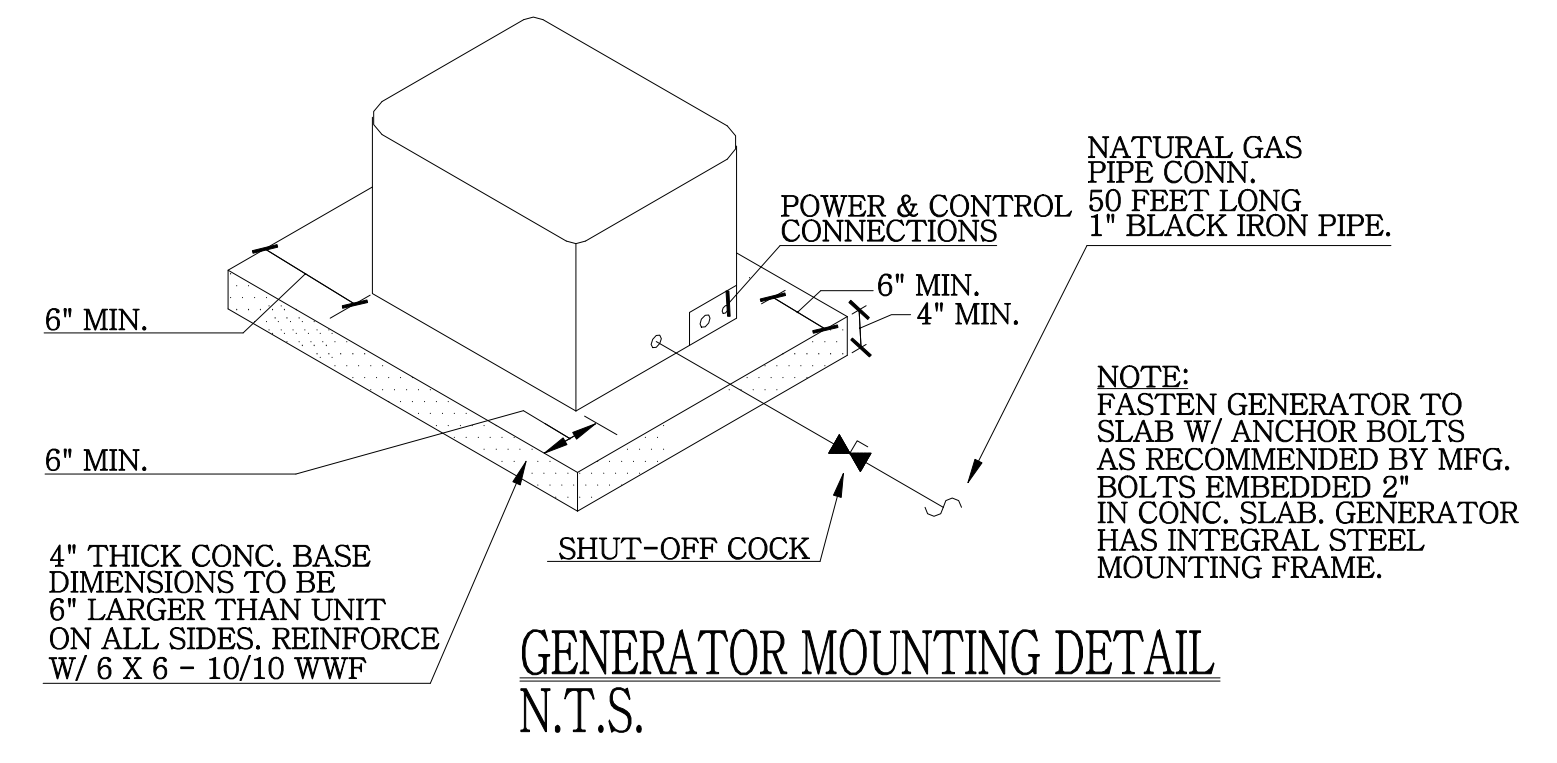 NATURAL GAS
PIPE CONN.
50 FEET LONG
1" BLACK IRON PIPE.
POWER & CONTROL
CONNECTIONS
6" MIN.
4" MIN.
6" MIN.
6" MIN.
NOTE:
FASTEN GENERATOR TO
SLAB W/ ANCHOR BOLTS
AS RECOMMENDED BY MFG.
BOLTS EMBEDDED 2"
IN CONC. SLAB. GENERATOR
HAS INTEGRAL STEEL
MOUNTING FRAME.
SHUT-OFF COCK
4" THICK CONC. BASE
DIMENSIONS TO BE
6" LARGER THAN UNIT
ON ALL SIDES. REINFORCE
W/ 6 X 6 - 10/10 WWF
GENERATOR MOUNTING DETAIL
N.T.S.